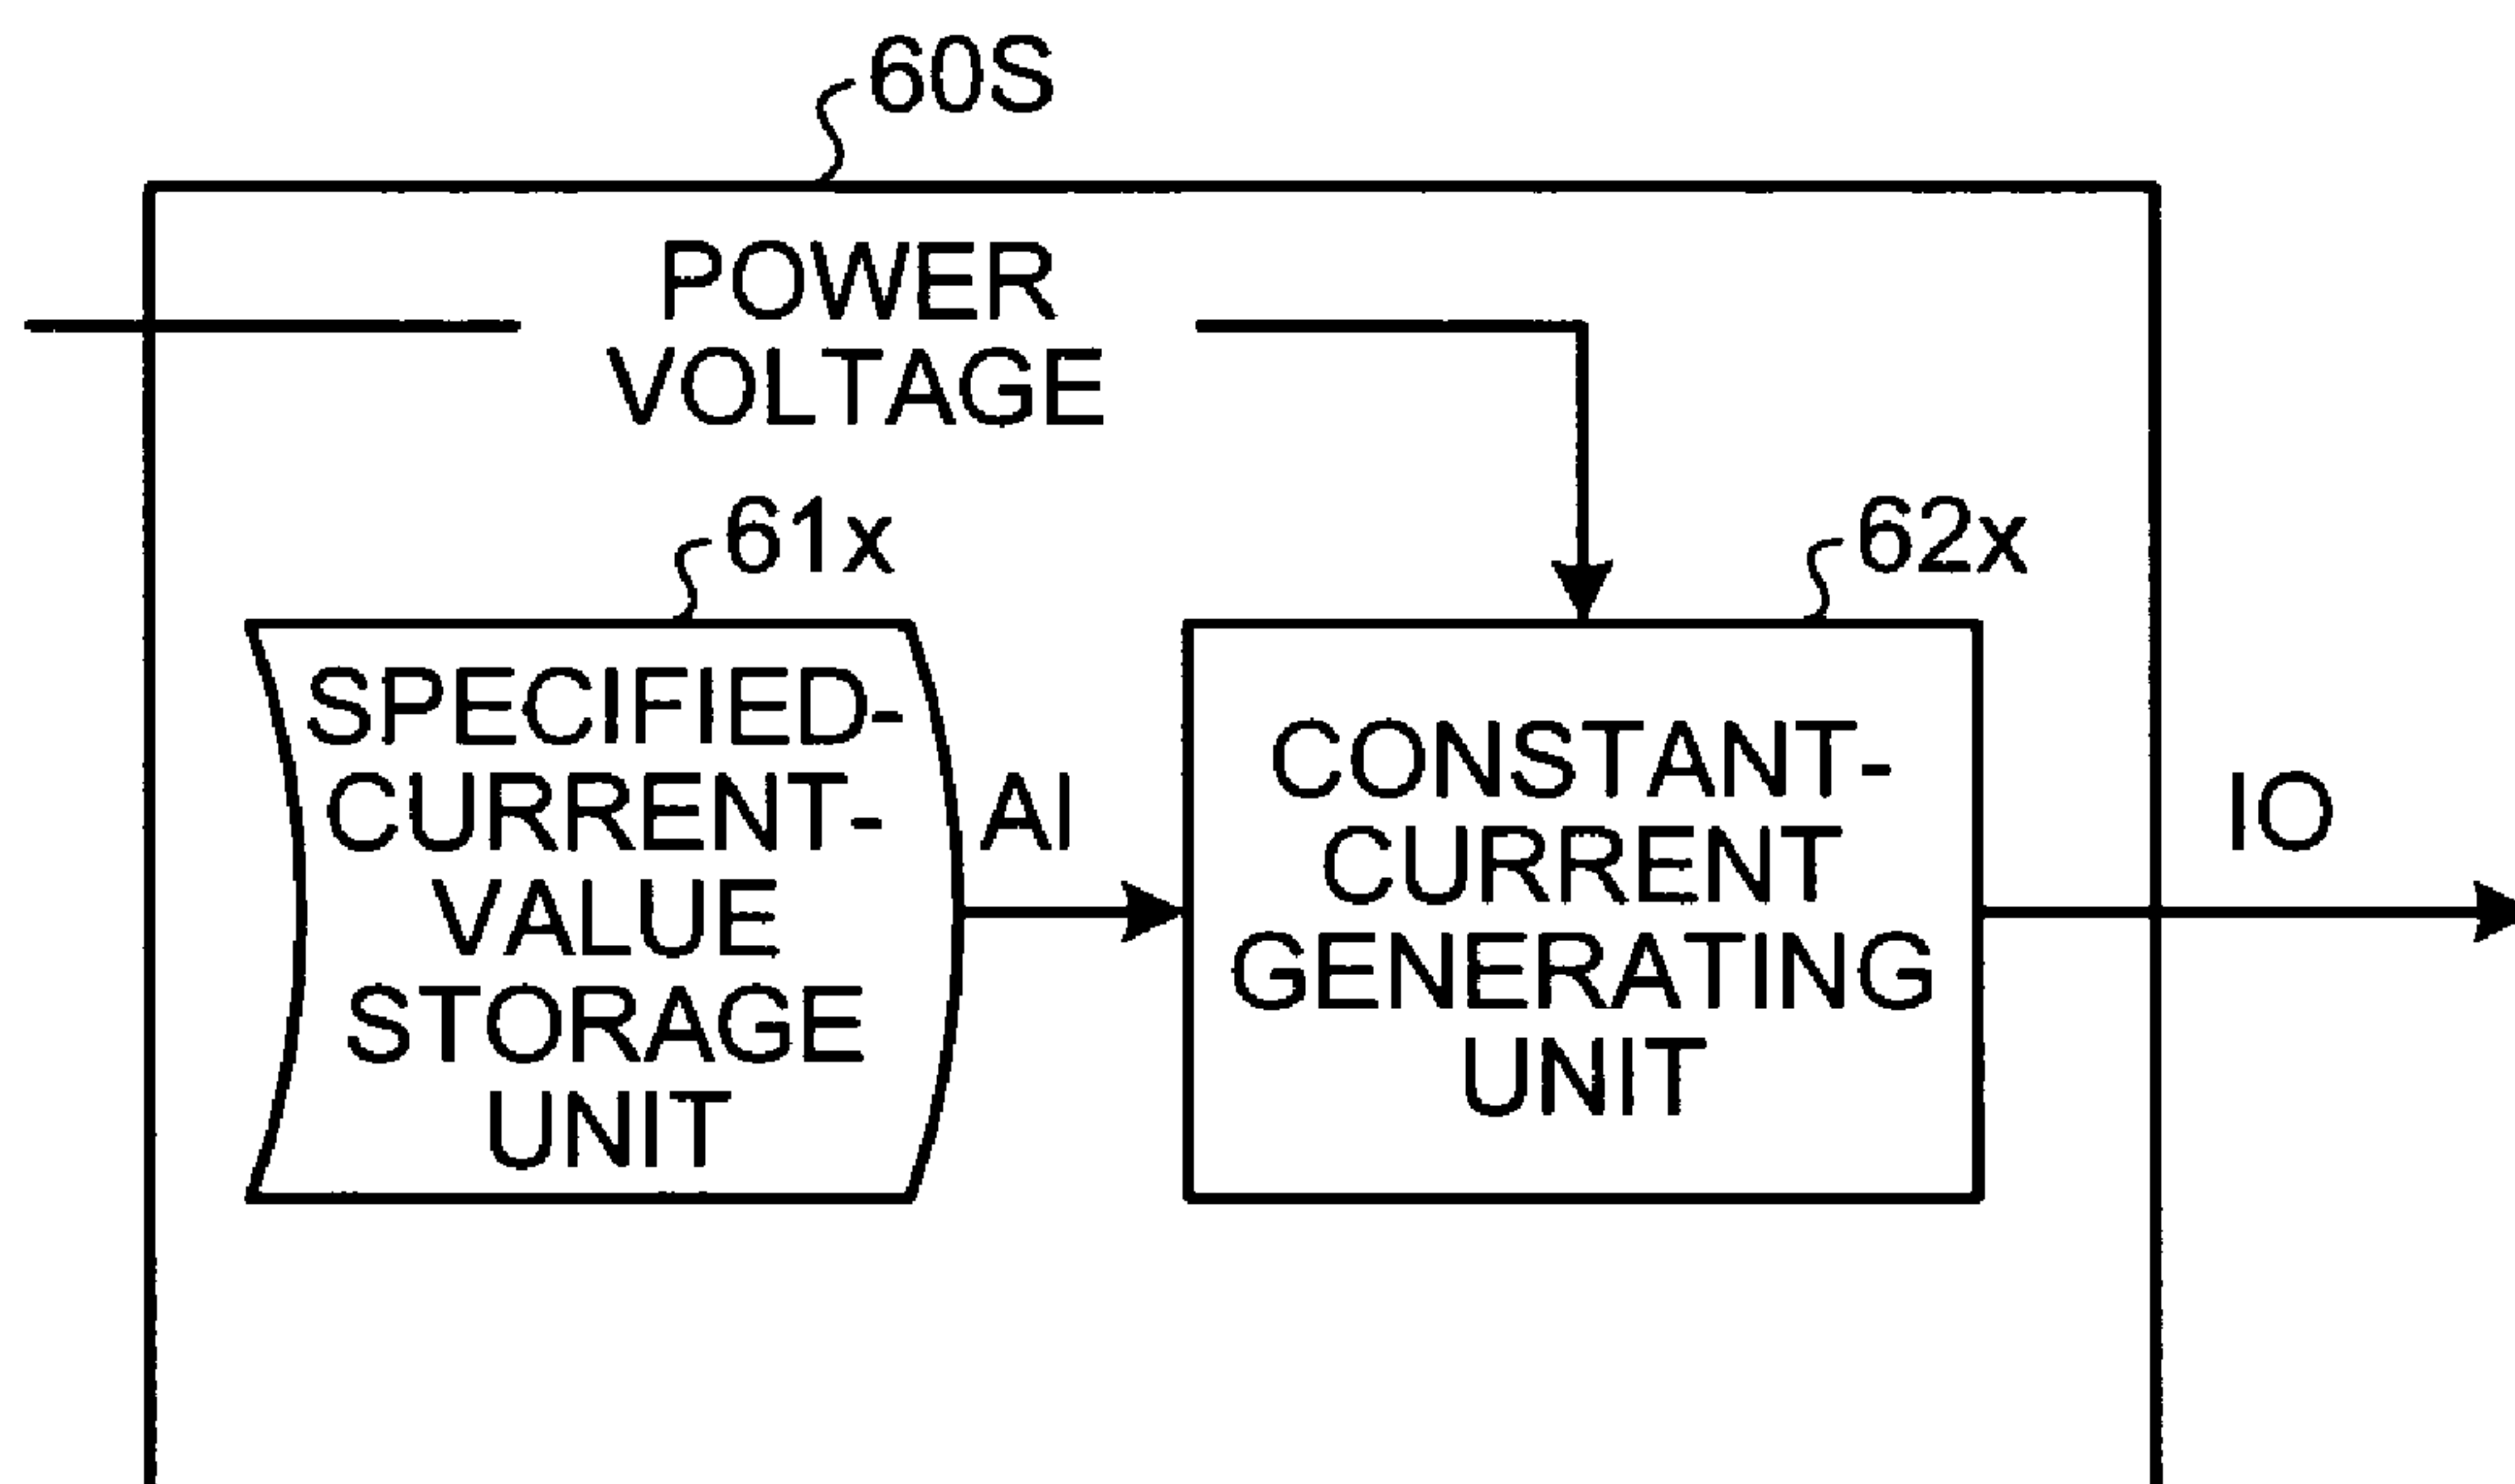 60S
POWER
VOLTAGE
61x
62x
SPECIFIED-
CURRENT-
VALUE
STORAGE
UNIT
AI
CONSTANT-
CURRENT
GENERATING
UNIT
IO